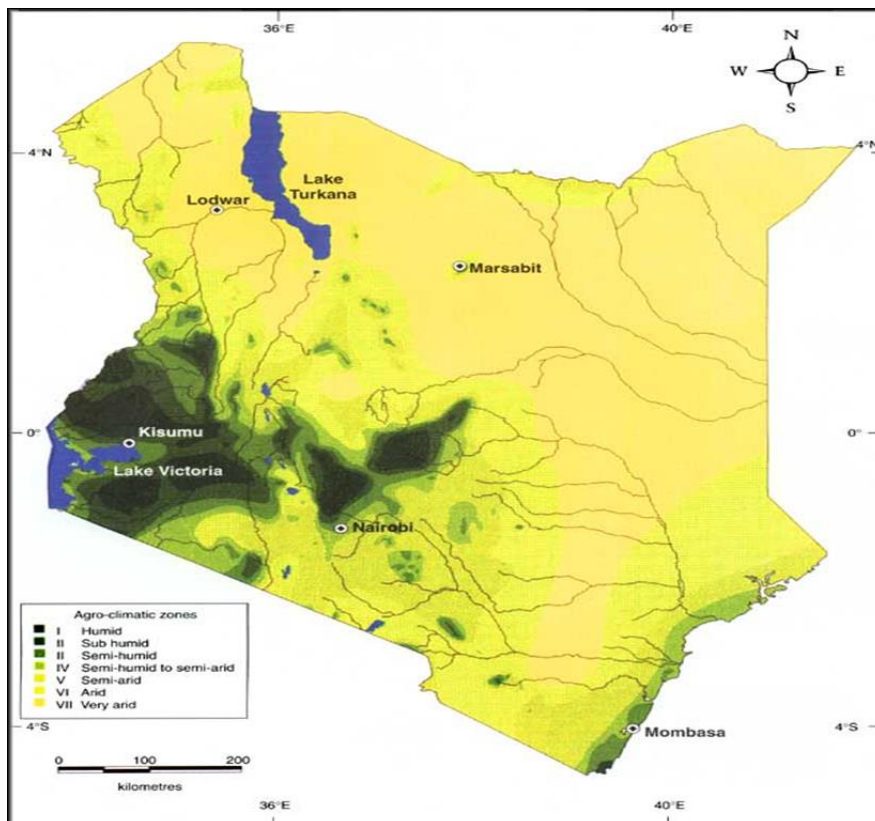 36°E
40°E
N
W
E
S
4°N
4°N
Lake
Turkana
Lodwar
Marsabit
0°
0°
Kisumu
Lake Victoria
Nairobi
Agro-climatic zones
I Humid
II Sub humid
II Semi-humid
IV Semi-humid to semi-arid
V Semi-arid
VI Arid
VII Very arid
4°S
4°S
Mombasa
0 100 200
kilometres
36°E
40°E